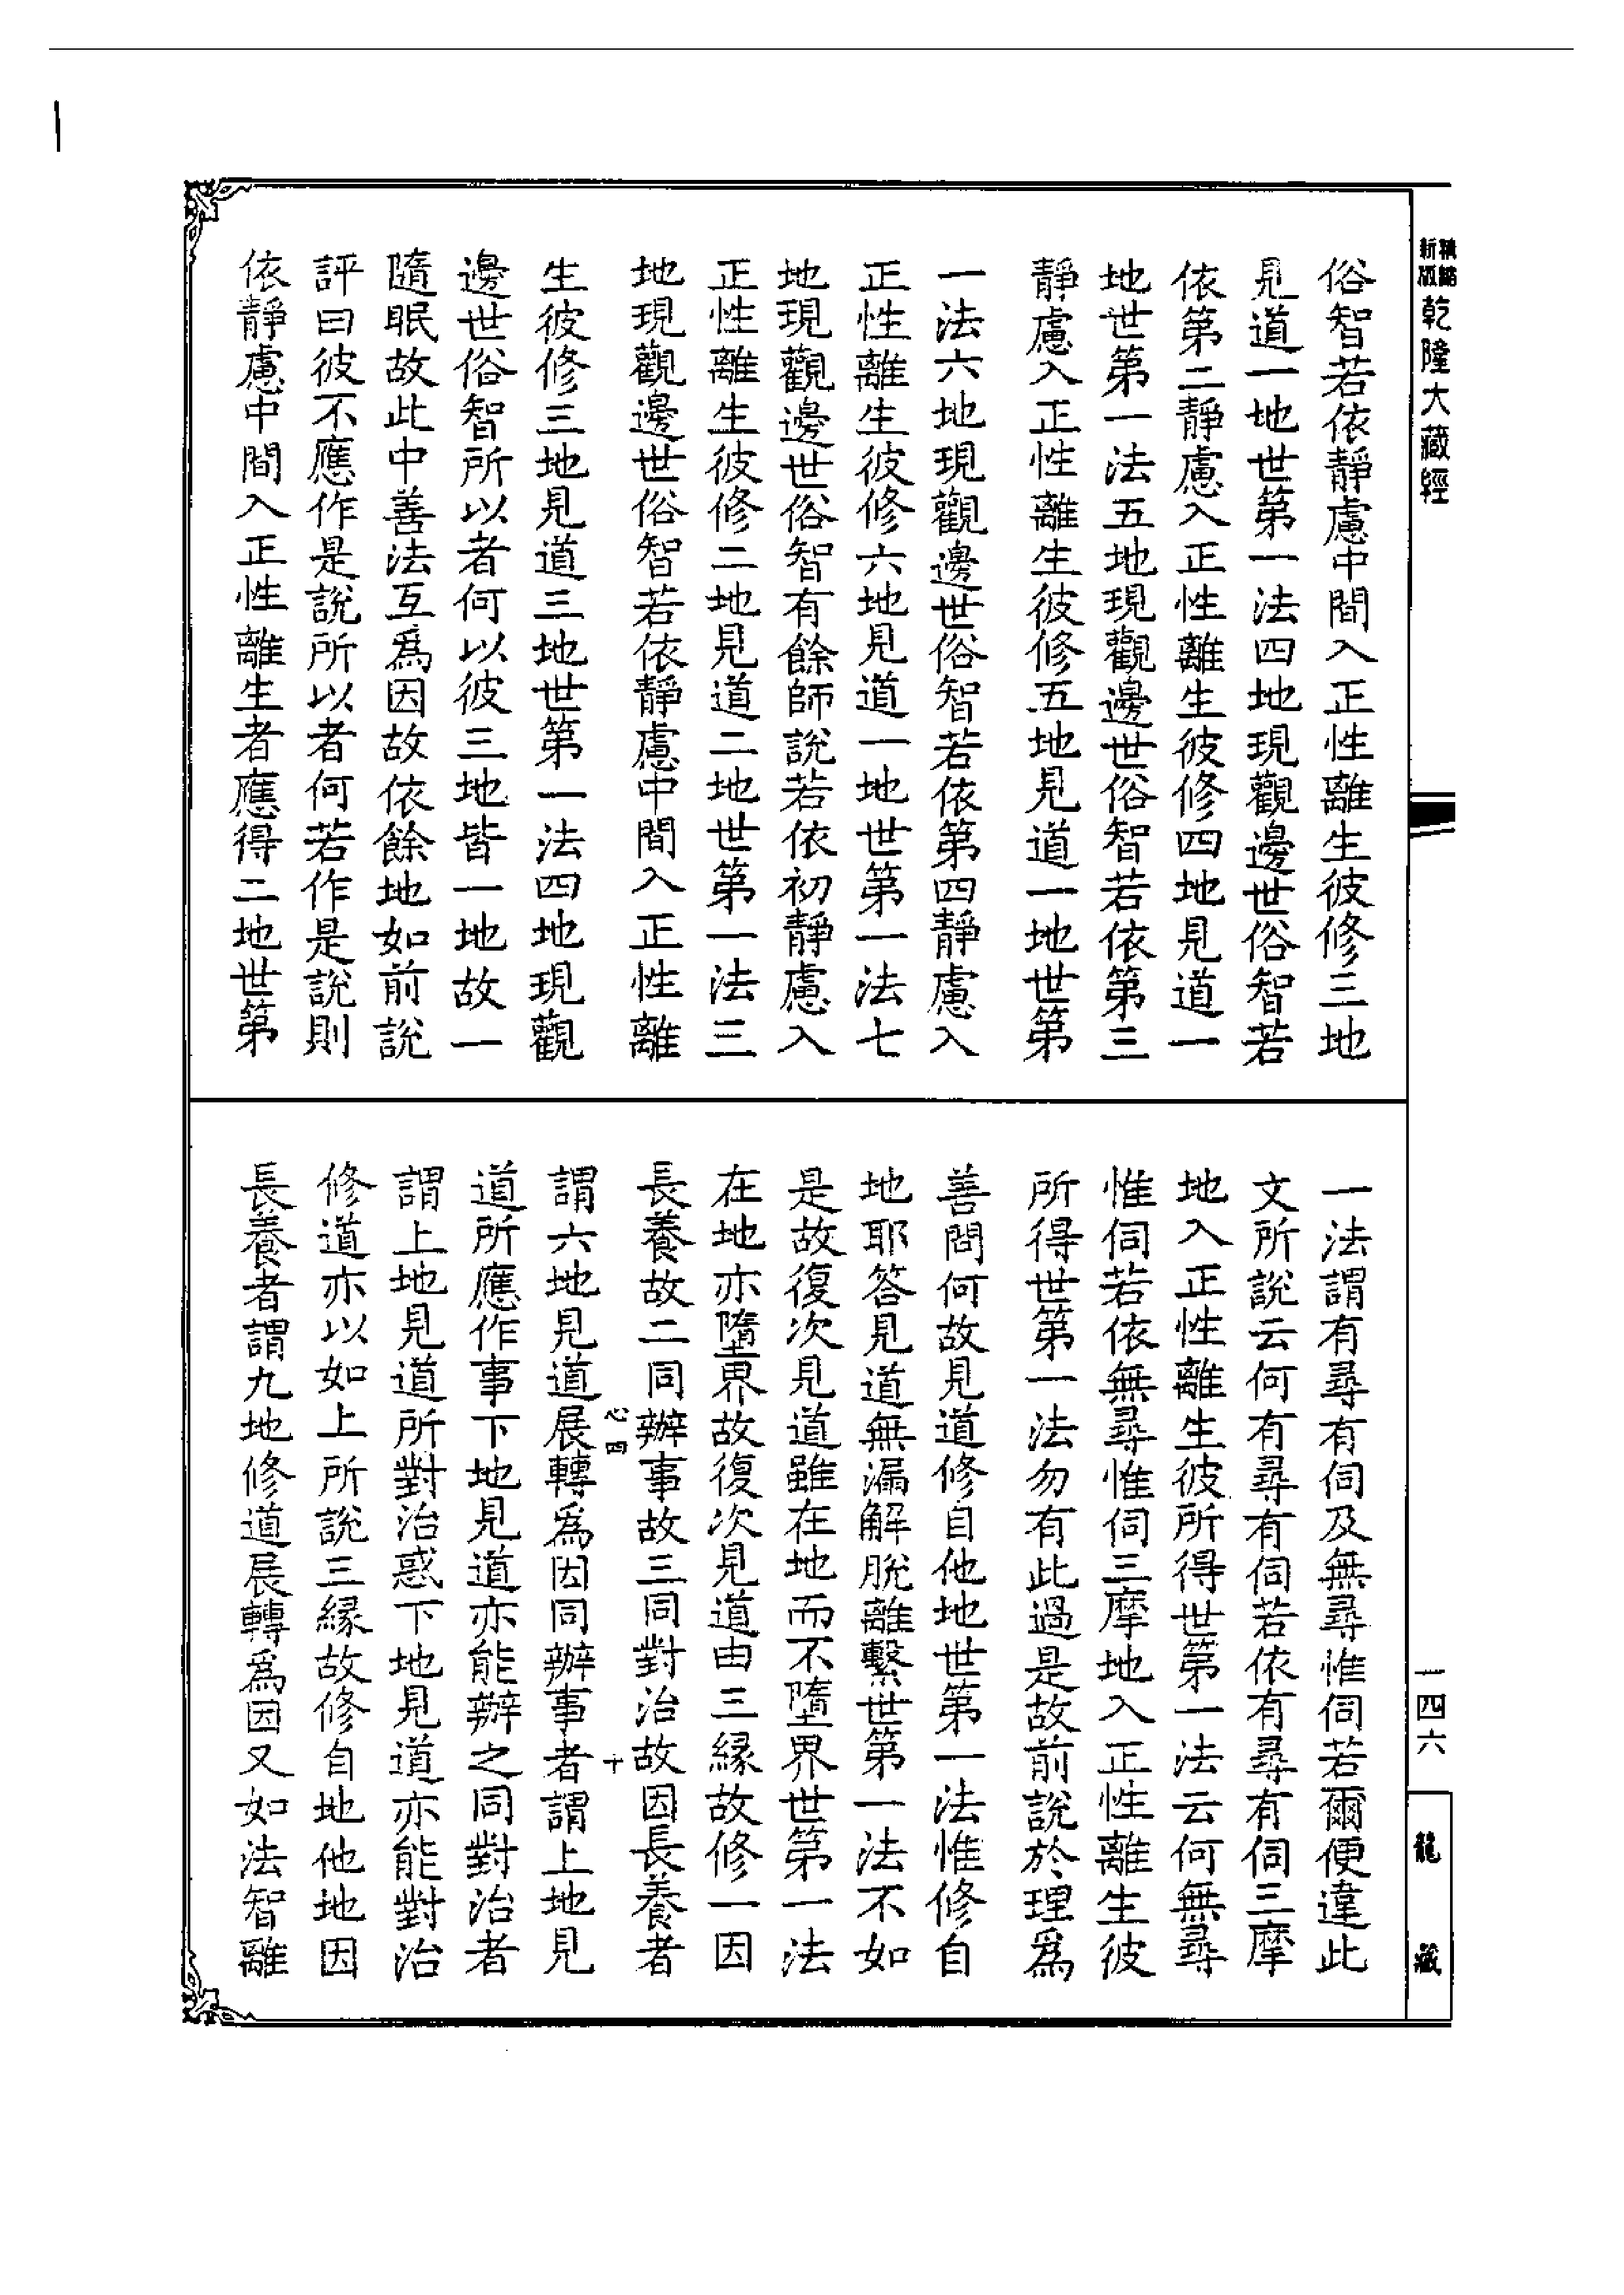 新版
精縮
乾隆大藏經
俗智若依靜慮中間入正性離生彼修三地
見道一地世第一法四地現觀邊世俗智若
依第二靜慮入正性離生彼修四地見道一
地世第一法五地現觀邊世俗智若依第三
靜慮入正性離生彼修五地見道一地世第
一法六地現觀邊世俗智若依第四靜慮入
正性離生彼修六地見道一地世第一法七
地現觀邊世俗智有餘師說若依初靜慮入
正性離生彼修二地見道二地世第一法三
地現觀邊世俗智若依靜慮中間入正性離
生彼修三地見道三地世第一法四地現觀
邊世俗智所以者何以彼三地皆一地故一
隨眠故此中善法互爲因故依餘地如前說
評曰彼不應作是說所以者何若作是說則
依靜慮中間入正性離生者應得二地世第
一法謂有尋有伺及無尋惟伺若爾便違此
文所說云何有尋有伺若依有尋有伺三摩
地入正性離生彼所得世第一法云何無尋
惟伺若依無尋惟伺三摩地入正性離生彼
所得世第一法勿有此過是故前說於理爲
善問何故見道修自他地世第一法惟修自
地耶答見道無漏解脫離繫世第一法不如
是故復次見道雖在地而不墮界世第一法
在地亦墮界故復次見道由三緣故修一因
長養故二同辦事故三同對治故因長養者
謂六地見道展轉爲因同辦事者謂上地見
道所應作事下地見道亦能辦之同對治者
謂上地見道所對治惑下地見道亦能對治
修道亦以如上所說三緣故修自地他地因
長養者謂九地修道展轉爲因又如法智離
心四
十
一四六
龍藏